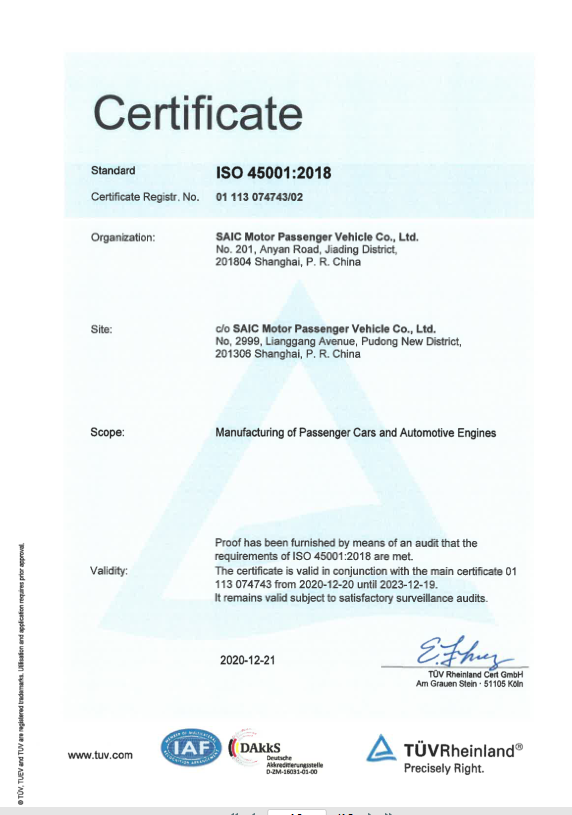 Certificate
Standard ISO 45001:2018
Certificate Registr. No. 01 113 074743/02
Organization: SAIC Motor Passenger Vehicle Co., Ltd.
No. 201, Anyan Road, Jiading District,
201804 Shanghai, P. R. China
Site: c/o SAIC Motor Passenger Vehicle Co., Ltd.
No, 2999, Lianggang Avenue, Pudong New District,
201306 Shanghai, P. R. China
Scope: Manufacturing of Passenger Cars and Automotive Engines
Proof has been furnished by means of an audit that the
requirements of ISO 45001:2018 are met.
Validity: The certificate is valid in conjunction with the main certificate 01
113 074743 from 2020-12-20 until 2023-12-19.
It remains valid subject to satisfactory surveillance audits.
2020-12-21
TÜV Rheinland Cert GmbH
Am Grauen Stein · 51105 Köln
® TÜV, TUEV and TUV are registered trademarks. Utilisation and application requires prior approval.
www.tuv.com
IAF
DAkkS
Deutsche
Akkreditierungsstelle
D-ZM-16031-01-00
TÜVRheinland®
Precisely Right.